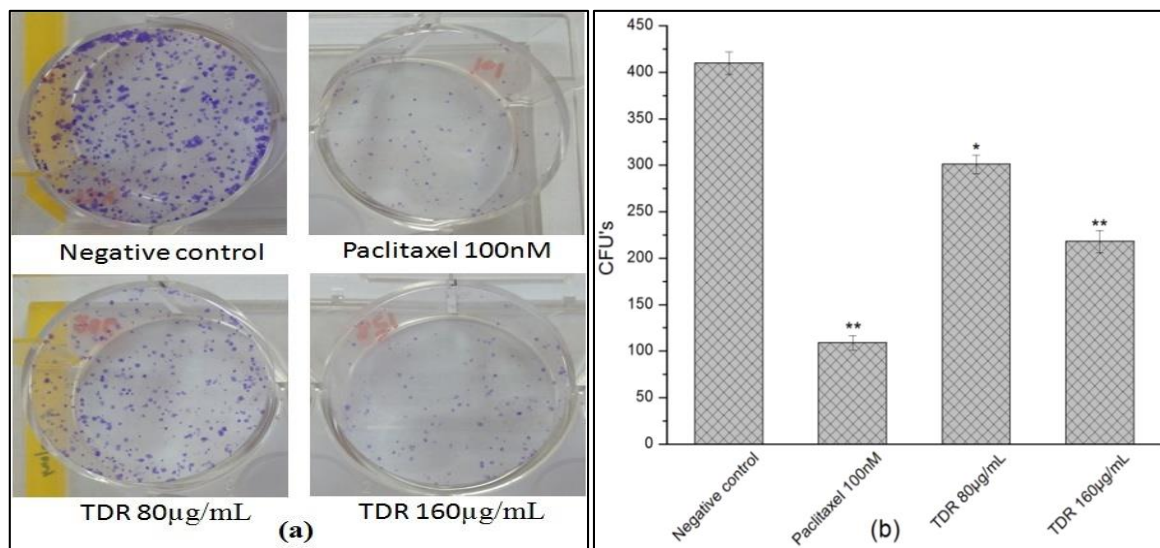 Negative control
Paclitaxel 100nM
TDR 80µg/mL
TDR 160µg/mL
(a)
450
400
350
300
250
200
150
100
50
0
CFU's
**
*
**
Negative control
Paclitaxel 100nM
TDR 80µg/mL
TDR 160µg/mL
(b)